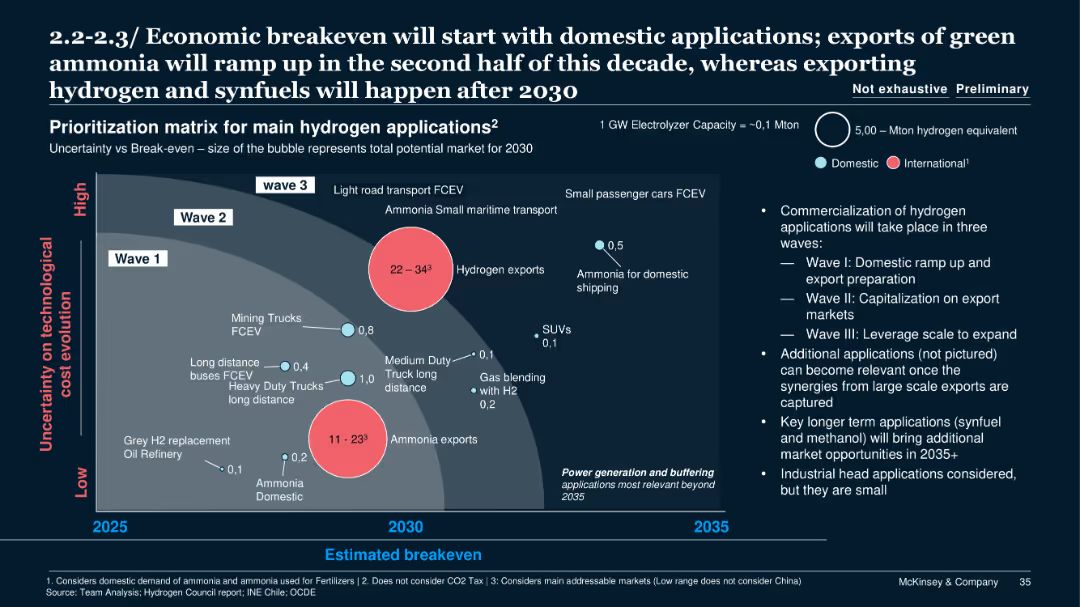 2.2-2.3/ Economic breakeven will start with domestic applications; exports of green
ammonia will ramp up in the second half of this decade, whereas exporting
hydrogen and synfuels will happen after 2030
Not exhaustive Preliminary
Prioritization matrix for main hydrogen applications²
Uncertainty vs Break-even – size of the bubble represents total potential market for 2030
1 GW Electrolyzer Capacity = ~0,1 Mton
5,00 – Mton hydrogen equivalent
Domestic
International¹
High
Uncertainty on technological
cost evolution
Low
wave 3
Wave 2
Wave 1
Light road transport FCEV
Small passenger cars FCEV
Ammonia Small maritime transport
22 – 34³
Hydrogen exports
0,5
Ammonia for domestic
shipping
Mining Trucks
FCEV
0,8
SUVs
0,1
Long distance
buses FCEV
0,4
Heavy Duty Trucks
long distance
1,0
Medium Duty
Truck long
distance
0,1
Gas blending
with H2
0,2
11 - 23³
Ammonia exports
Grey H2 replacement
Oil Refinery
0,1
0,2
Ammonia
Domestic
Power generation and buffering
applications most relevant beyond
2035
2025
2030
2035
Estimated breakeven
• Commercialization of hydrogen
applications will take place in three
waves:
— Wave I: Domestic ramp up and
export preparation
— Wave II: Capitalization on export
markets
— Wave III: Leverage scale to expand
• Additional applications (not pictured)
can become relevant once the
synergies from large scale exports are
captured
• Key longer term applications (synfuel
and methanol) will bring additional
market opportunities in 2035+
• Industrial head applications considered,
but they are small
1. Considers domestic demand of ammonia and ammonia used for Fertilizers | 2. Does not consider CO2 Tax | 3: Considers main addressable markets (Low range does not consider China)
Source: Team Analysis; Hydrogen Council report; INE Chile; OCDE
McKinsey & Company 35